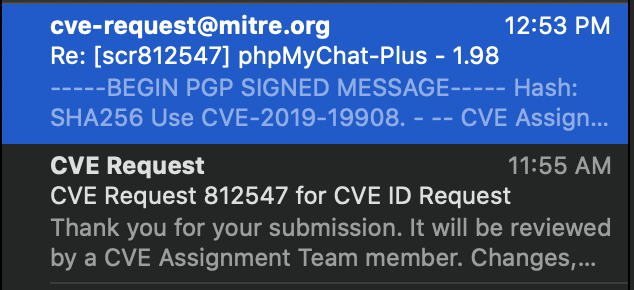 cve-request@mitre.org 12:53 PM
Re: [scr812547] phpMyChat-Plus - 1.98
-----BEGIN PGP SIGNED MESSAGE----- Hash:
SHA256 Use CVE-2019-19908. - -- CVE Assign...
CVE Request 11:55 AM
CVE Request 812547 for CVE ID Request
Thank you for your submission. It will be reviewed
by a CVE Assignment Team member. Changes,...